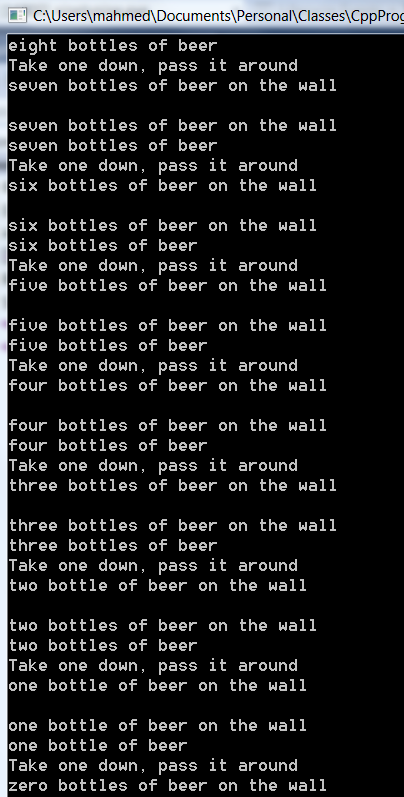 C:\Users\mahmed\Documents\Personal\Classes\CppProg
eight bottles of beer
Take one down, pass it around
seven bottles of beer on the wall
seven bottles of beer on the wall
seven bottles of beer
Take one down, pass it around
six bottles of beer on the wall
six bottles of beer on the wall
six bottles of beer
Take one down, pass it around
five bottles of beer on the wall
five bottles of beer on the wall
five bottles of beer
Take one down, pass it around
four bottles of beer on the wall
four bottles of beer on the wall
four bottles of beer
Take one down, pass it around
three bottles of beer on the wall
three bottles of beer on the wall
three bottles of beer
Take one down, pass it around
two bottle of beer on the wall
two bottles of beer on the wall
two bottles of beer
Take one down, pass it around
one bottle of beer on the wall
one bottle of beer on the wall
one bottle of beer
Take one down, pass it around
zero bottles of beer on the wall